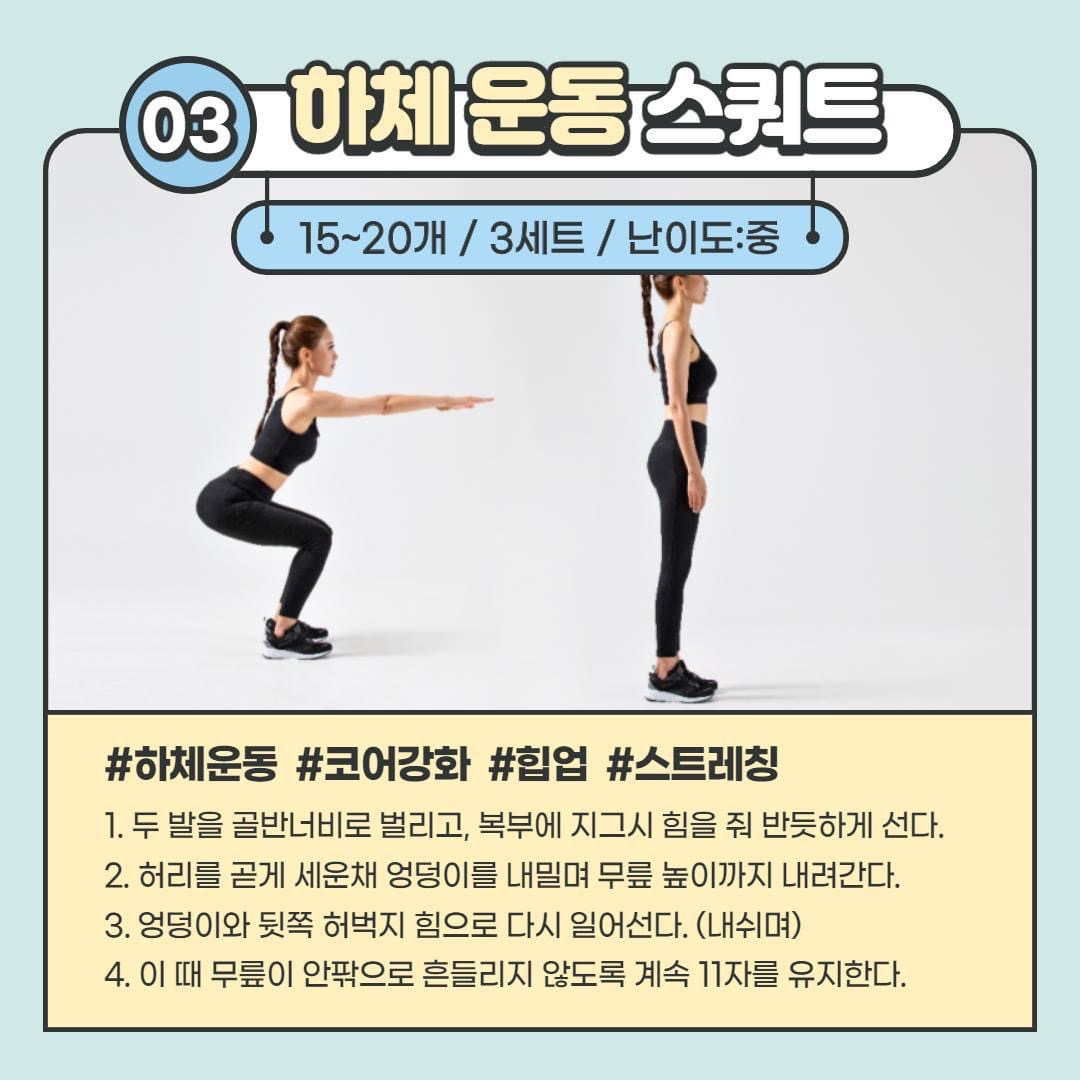 03 하체 운동 스쿼트
15~20개 / 3세트 / 난이도:중
#하체운동 #코어강화 #힙업 #스트레칭
1. 두 발을 골반너비로 벌리고, 복부에 지그시 힘을 줘 반듯하게 선다.
2. 허리를 곧게 세운채 엉덩이를 내밀며 무릎 높이까지 내려간다.
3. 엉덩이와 뒷쪽 허벅지 힘으로 다시 일어선다. (내쉬며)
4. 이 때 무릎이 안팎으로 흔들리지 않도록 계속 11자를 유지한다.